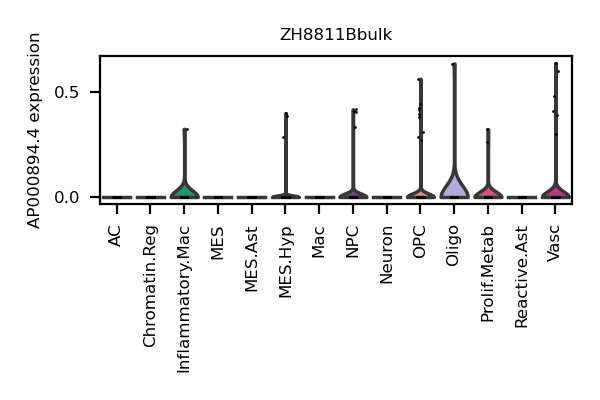 ZH8811Bbulk
AP000894.4 expression
0.5
0.0
AC
Chromatin.Reg
Inflammatory.Mac
MES
MES.Ast
MES.Hyp
Mac
NPC
Neuron
OPC
Oligo
Prolif.Metab
Reactive.Ast
Vasc